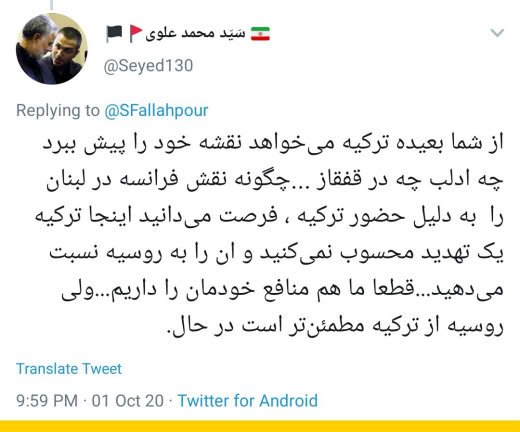 سَیّد محمد علوی
@Seyed130
Replying to @SFallahpour
از شما بعیده ترکیه می‌خواهد نقشه خود را پیش ببرد
چه ادلب چه در قفقاز ...چگونه نقش فرانسه در لبنان
را  به دلیل حضور ترکیه ، فرصت می‌دانید اینجا ترکیه
یک تهدید محسوب نمی‌کنید و ان را به روسیه نسبت
می‌دهید...قطعا ما هم منافع خودمان را داریم...ولی
روسیه از ترکیه مطمئن‌تر است در حال.
Translate Tweet
9:59 PM · 01 Oct 20 · Twitter for Android